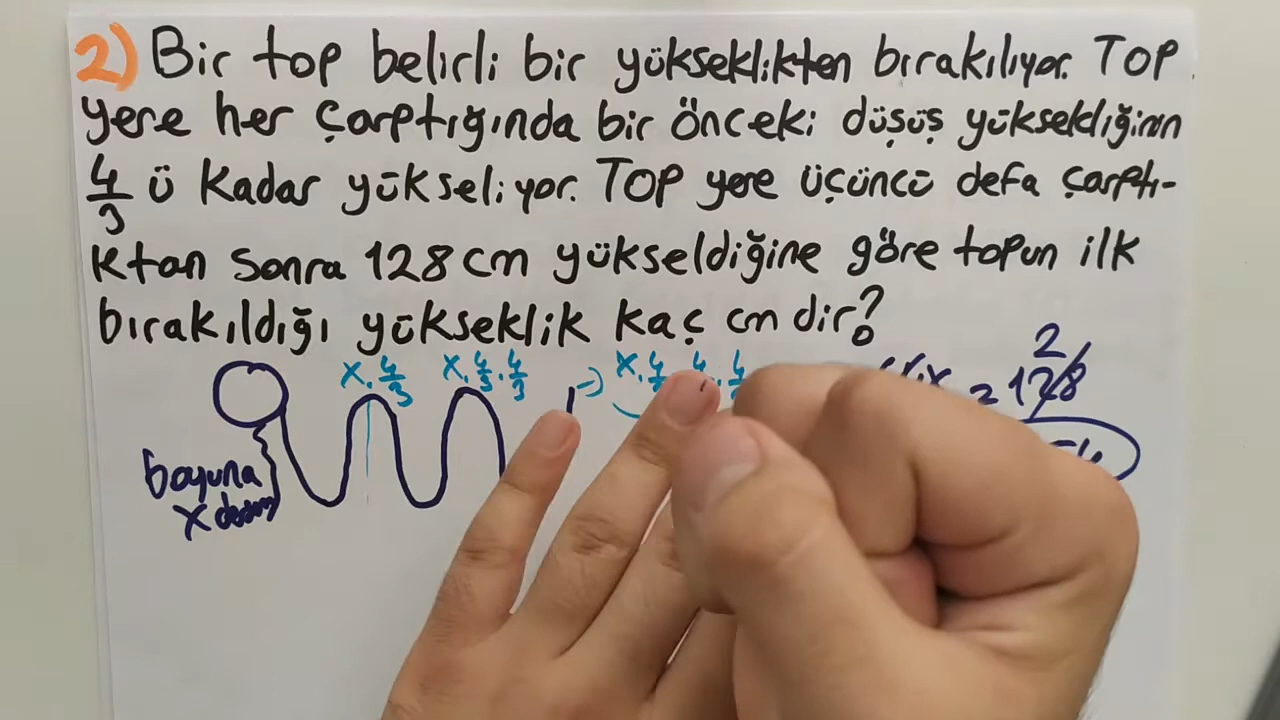 2) Bir top belirli bir yükseklikten bırakılıyor. Top
yere her çarptığında bir önceki düşüş yüksekliğinin
4/3 ü kadar yükseliyor. Top yere üçüncü defa çarptı-
ktan sonra 128 cm yükseldiğine göre topun ilk
bırakıldığı yükseklik kaç cm dir?
x.4/3 x.4/3.4/3 → x.4
2
= 128
boyuna
x desem